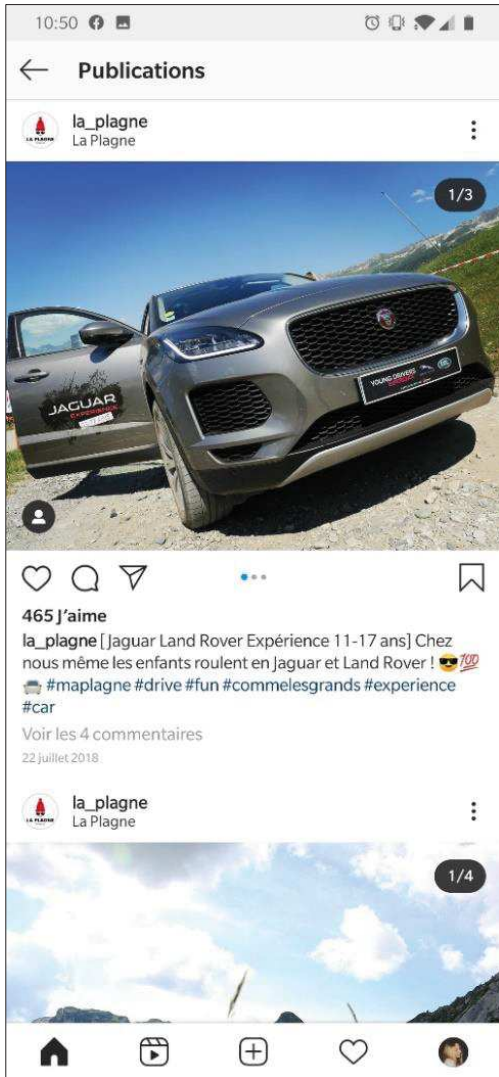 10:50
Publications
la_plagne
La Plagne
1/3
JAGUAR
EXPERIENCE
YOUNG DRIVERS
EXPERIENCE
465 J'aime
la_plagne [Jaguar Land Rover Expérience 11-17 ans] Chez
nous même les enfants roulent en Jaguar et Land Rover ! 😎💯
🚘 #maplagne #drive #fun #commelesgrands #experience
#car
Voir les 4 commentaires
22 juillet 2018
la_plagne
La Plagne
1/4